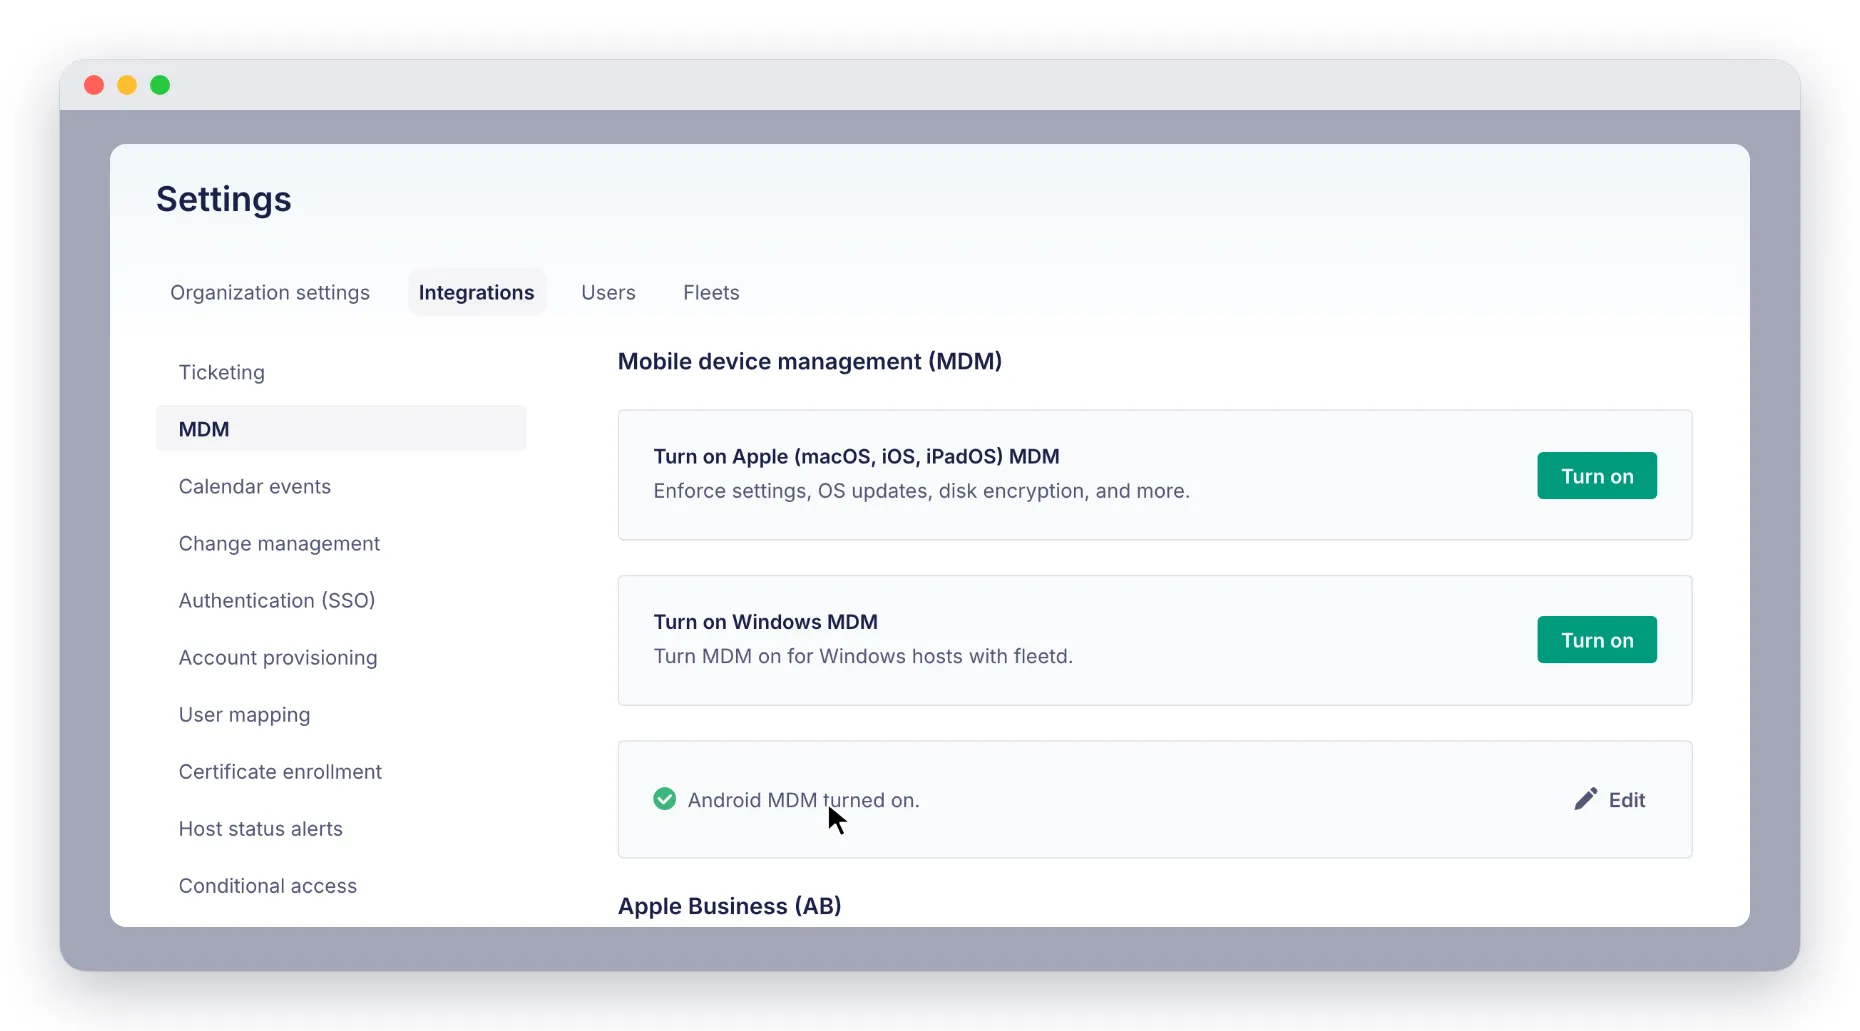 Settings
Organization settings
Integrations
Users
Fleets
Ticketing
MDM
Calendar events
Change management
Authentication (SSO)
Account provisioning
User mapping
Certificate enrollment
Host status alerts
Conditional access
Mobile device management (MDM)
Turn on Apple (macOS, iOS, iPadOS) MDM
Enforce settings, OS updates, disk encryption, and more.
Turn on
Turn on Windows MDM
Turn MDM on for Windows hosts with fleetd.
Turn on
Android MDM turned on.
Edit
Apple Business (AB)